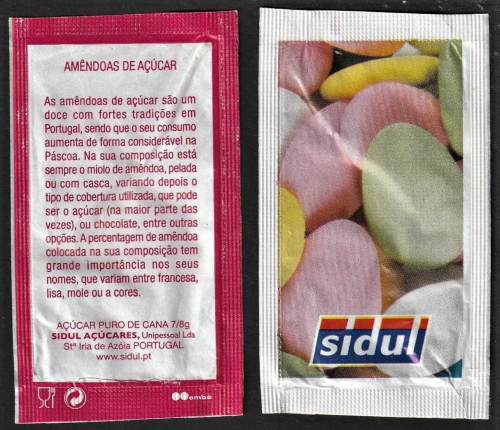 AMÊNDOAS DE AÇÚCAR
As amêndoas de açúcar são um
doce com fortes tradições em
Portugal, sendo que o seu consumo
aumenta de forma considerável na
Páscoa. Na sua composição está
sempre o miolo de amêndoa, pelada
ou com casca, variando depois o
tipo de cobertura utilizada, que pode
ser o açúcar (na maior parte das
vezes), ou chocolate, entre outras
opções. A percentagem de amêndoa
colocada na sua composição tem
grande importância nos seus
nomes, que variam entre francesa,
lisa, mole ou a cores.
AÇÚCAR PURO DE CANA 7/8g
SIDUL AÇÚCARES, Unipessoal Lda
Stª Iria de Azóia PORTUGAL
www.sidul.pt
emba
sidul